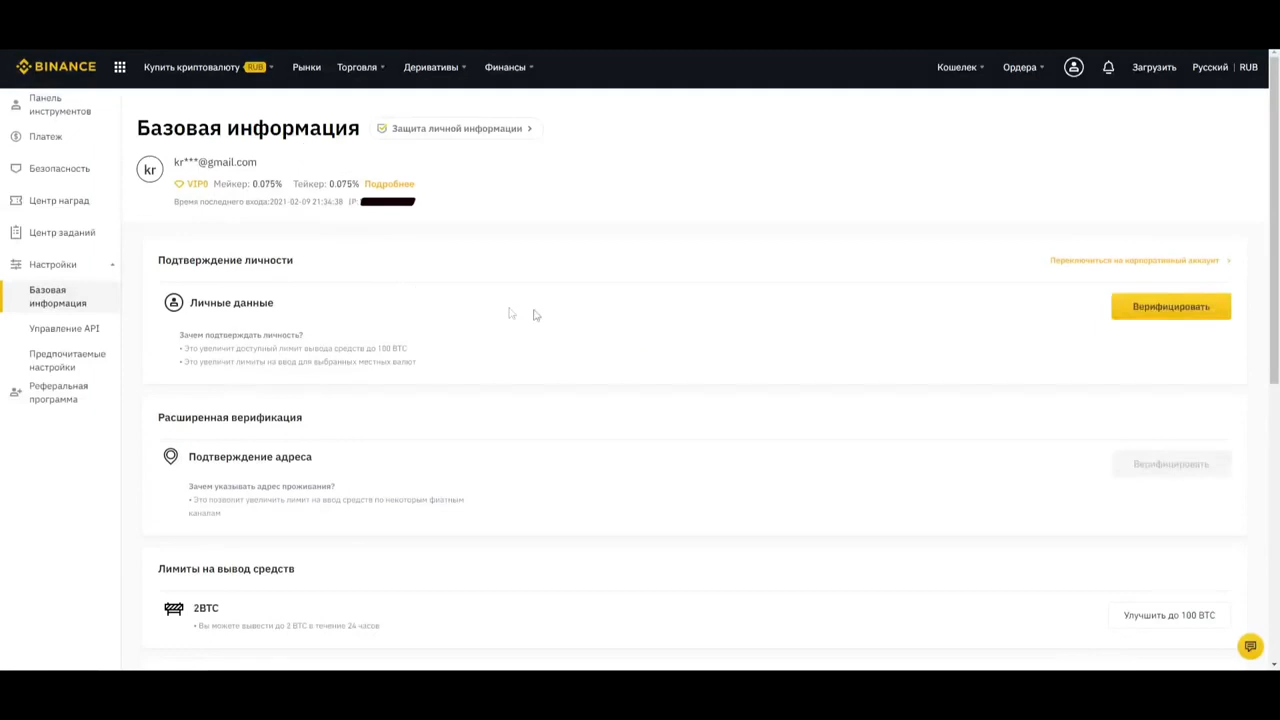 BINANCE
Купить криптовалюту RUB
Рынки
Торговля
Деривативы
Финансы
Кошелек
Ордера
Загрузить
Русский | RUB
Панель
инструментов
Платеж
Безопасность
Центр наград
Центр заданий
Настройки
Базовая
информация
Управление API
Предпочитаемые
настройки
Реферальная
программа
Базовая информация
Защита личной информации
kr
kr***@gmail.com
VIP0 Мейкер: 0.075% Тейкер: 0.075% Подробнее
Время последнего входа:2021-02-09 21:34:38 IP:
Подтверждение личности
Переключиться на корпоративный аккаунт
Личные данные
Верифицировать
Зачем подтверждать личность?
• Это увеличит доступный лимит вывода средств до 100 BTC
• Это увеличит лимиты на ввод для выбранных местных валют
Расширенная верификация
Подтверждение адреса
Верифицировать
Зачем указывать адрес проживания?
• Это позволит увеличить лимит на ввод средств по некоторым фиатным
каналам
Лимиты на вывод средств
2BTC
Улучшить до 100 BTC
• Вы можете вывести до 2 BTC в течение 24 часов